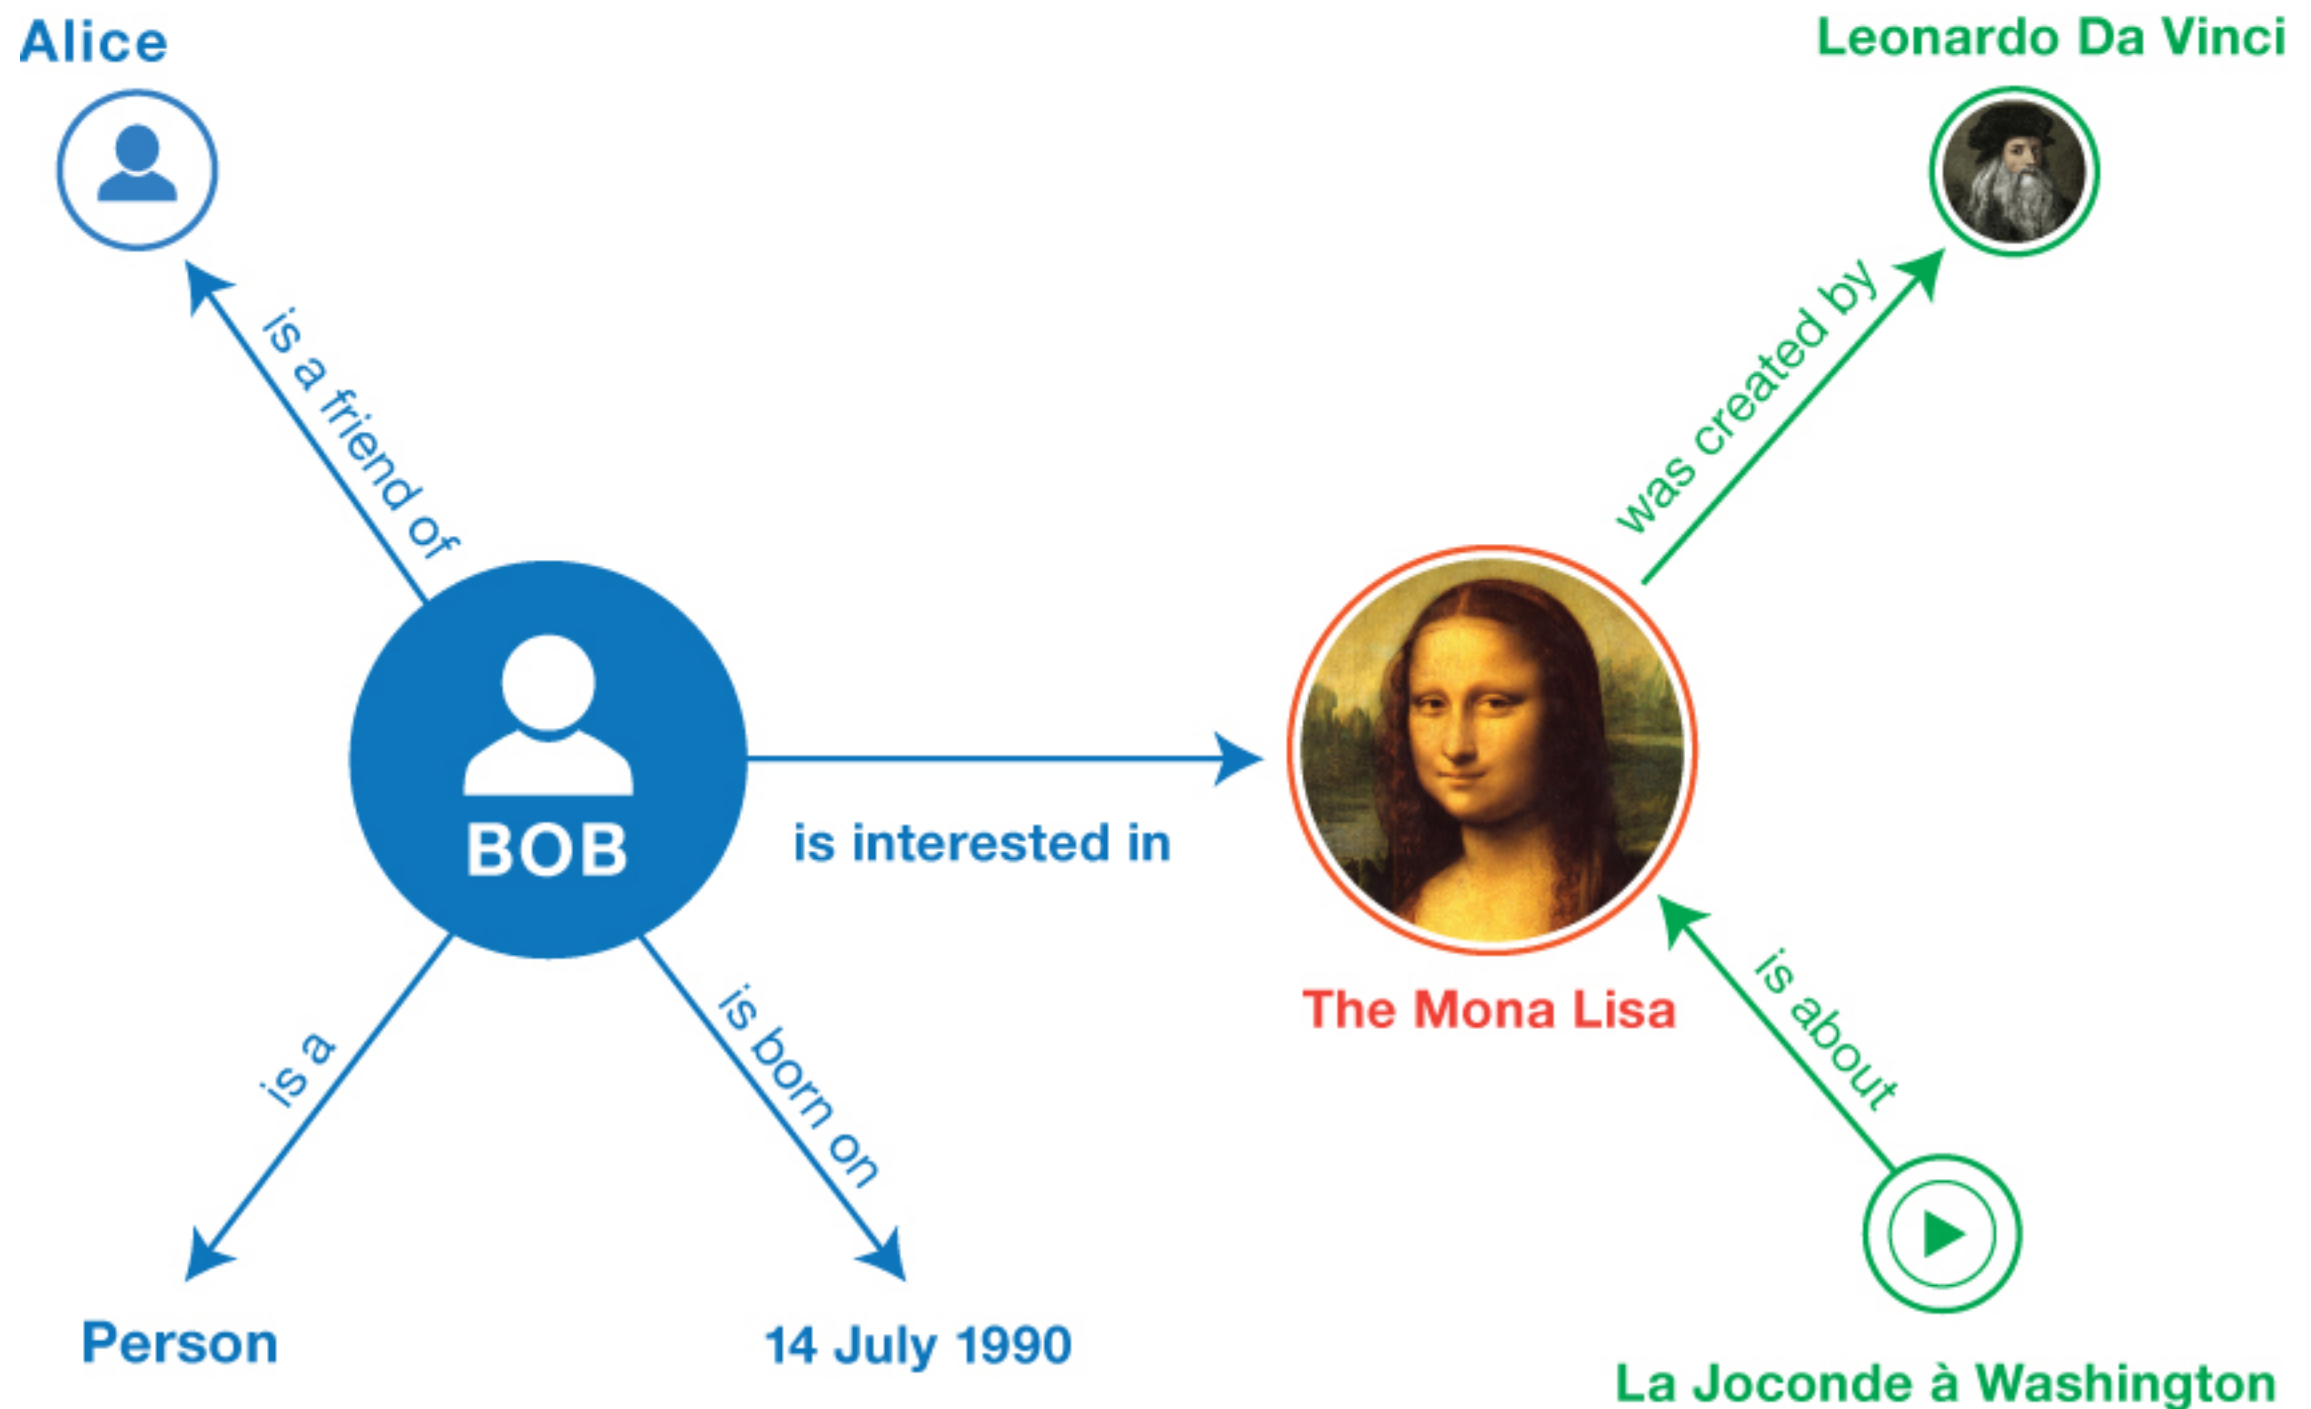 Alice
Leonardo Da Vinci
is a friend of
was created by
BOB
is interested in
The Mona Lisa
is a
is born on
is about
Person
14 July 1990
La Joconde à Washington